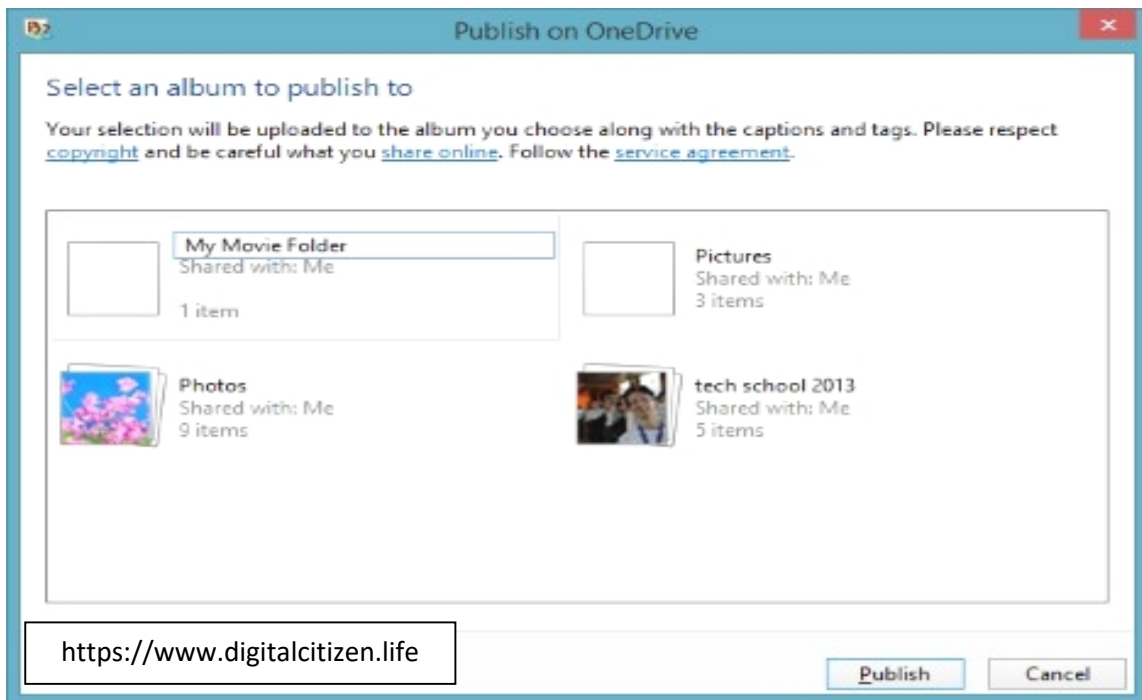 Publish on OneDrive
Select an album to publish to
Your selection will be uploaded to the album you choose along with the captions and tags. Please respect
copyright and be careful what you share online. Follow the service agreement.
My Movie Folder
Shared with: Me
1 item
Pictures
Shared with: Me
3 items
Photos
Shared with: Me
9 items
tech school 2013
Shared with: Me
5 items
https://www.digitalcitizen.life
Publish
Cancel